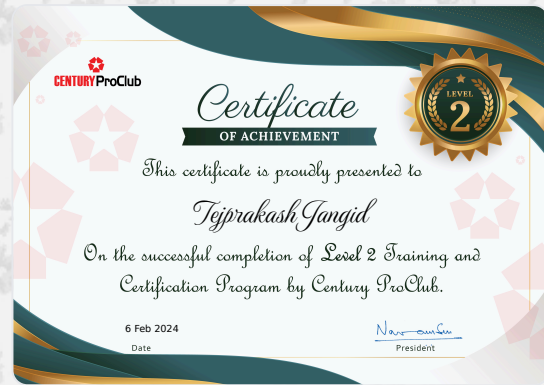 CENTURY ProClub
Certificate
OF ACHIEVEMENT
LEVEL
2
This certificate is proudly presented to
Tejprakash Jangid
On the successful completion of Level 2 Training and
Certification Program by Century ProClub.
6 Feb 2024
Date
President